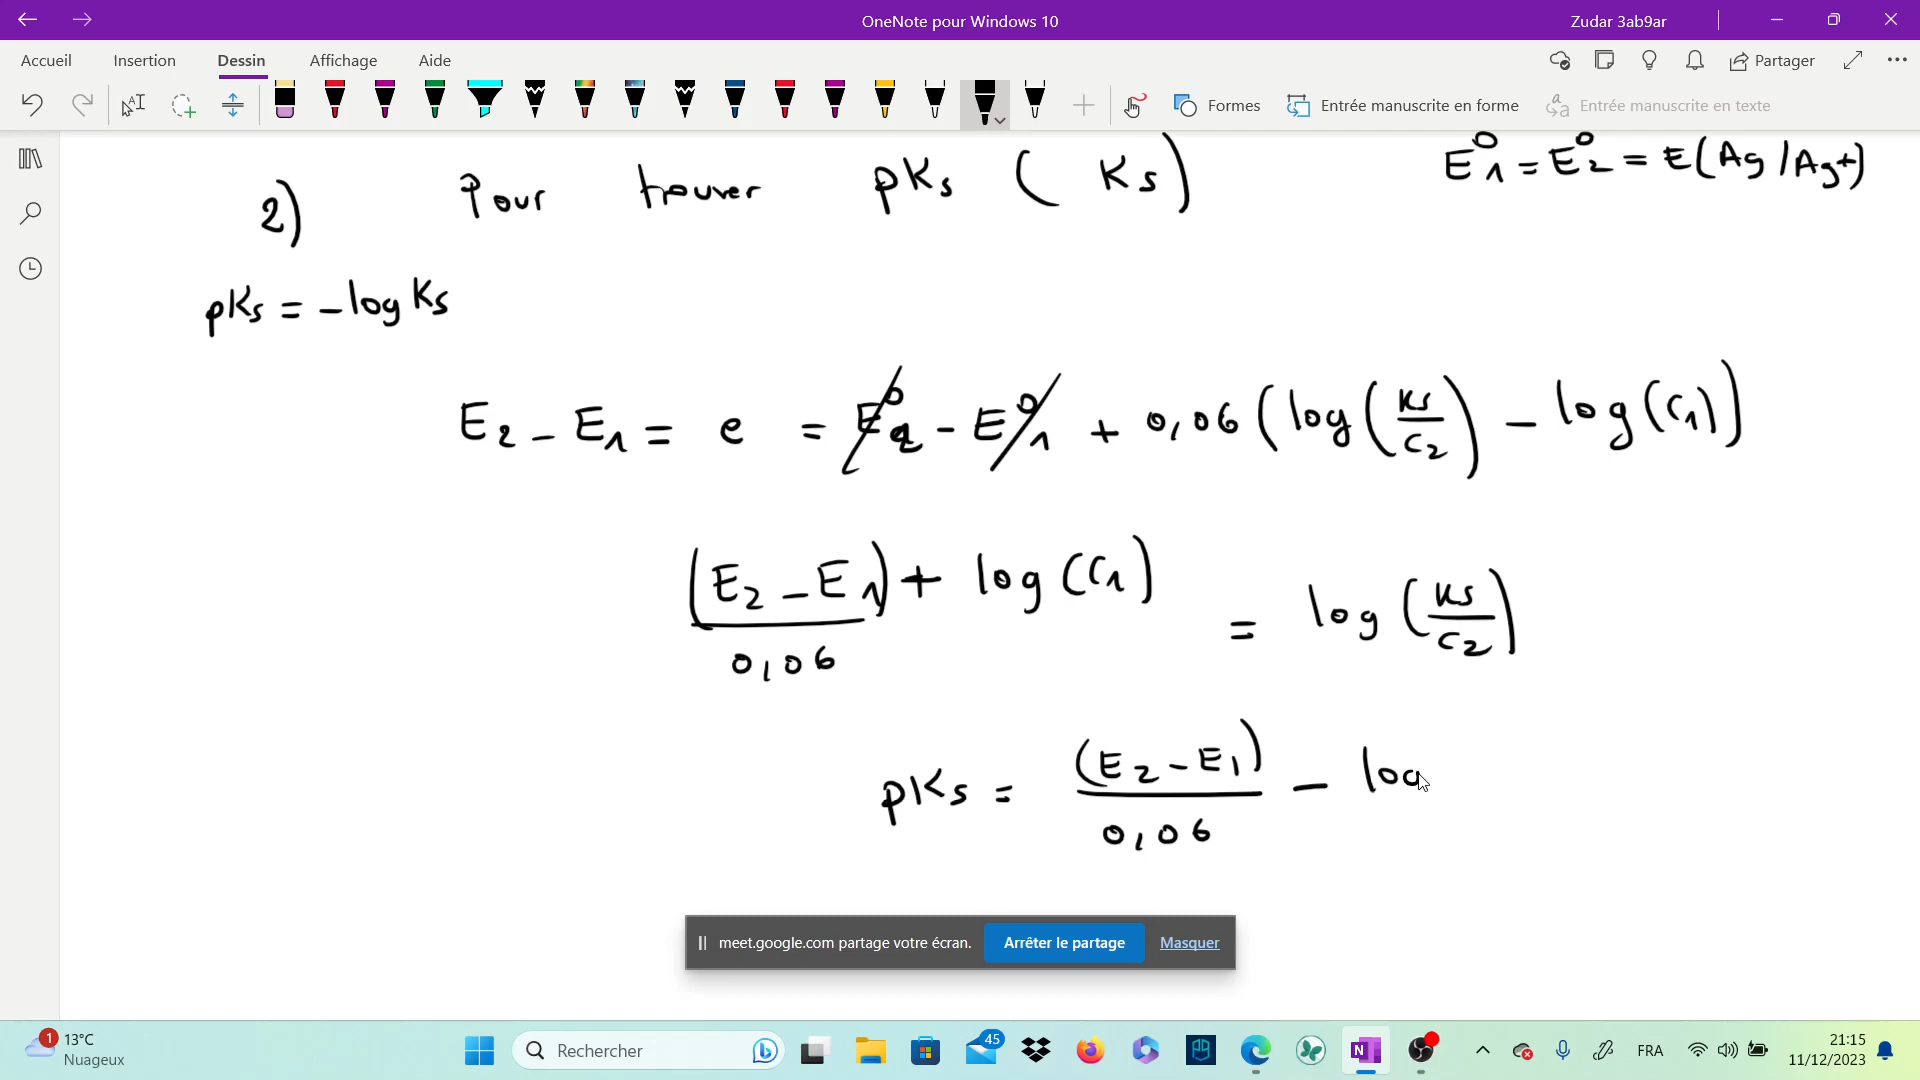 OneNote pour Windows 10
Zudar 3ab9ar
Accueil Insertion Dessin Affichage Aide
Partager
Formes Entrée manuscrite en forme Entrée manuscrite en texte
E°1 = E°2 = E(Ag/Ag+)
2) Pour trouver pKs (Ks)
pKs = -log Ks
E2 - E1 = e = E°2 - E°1 + 0,06 (log(Ks/C2) - log(C1))
(E2 - E1)/0,06 + log(C1) = log(Ks/C2)
pKs = (E2 - E1)/0,06 - log
meet.google.com partage votre écran. Arrêter le partage Masquer
1 13°C
Nuageux
Rechercher
45
FRA
21:15
11/12/2023